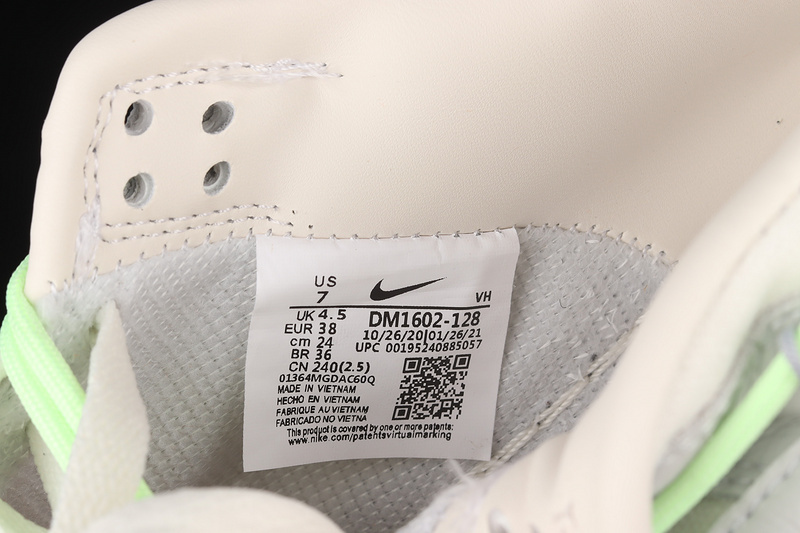 US
7
VH
UK 4.5
DM1602-128
EUR 38
10/26/20 01/26/21
cm 24
UPC 00195240885057
BR 36
CN 240(2.5)
01364MGDAC60Q
MADE IN VIETNAM
HECHO EN VIETNAM
FABRIQUE AU VIETNAM
FABRICADO NO VIETNA
This product is covered by one or more patents:
www.nike.com/patentsvirtualmarking